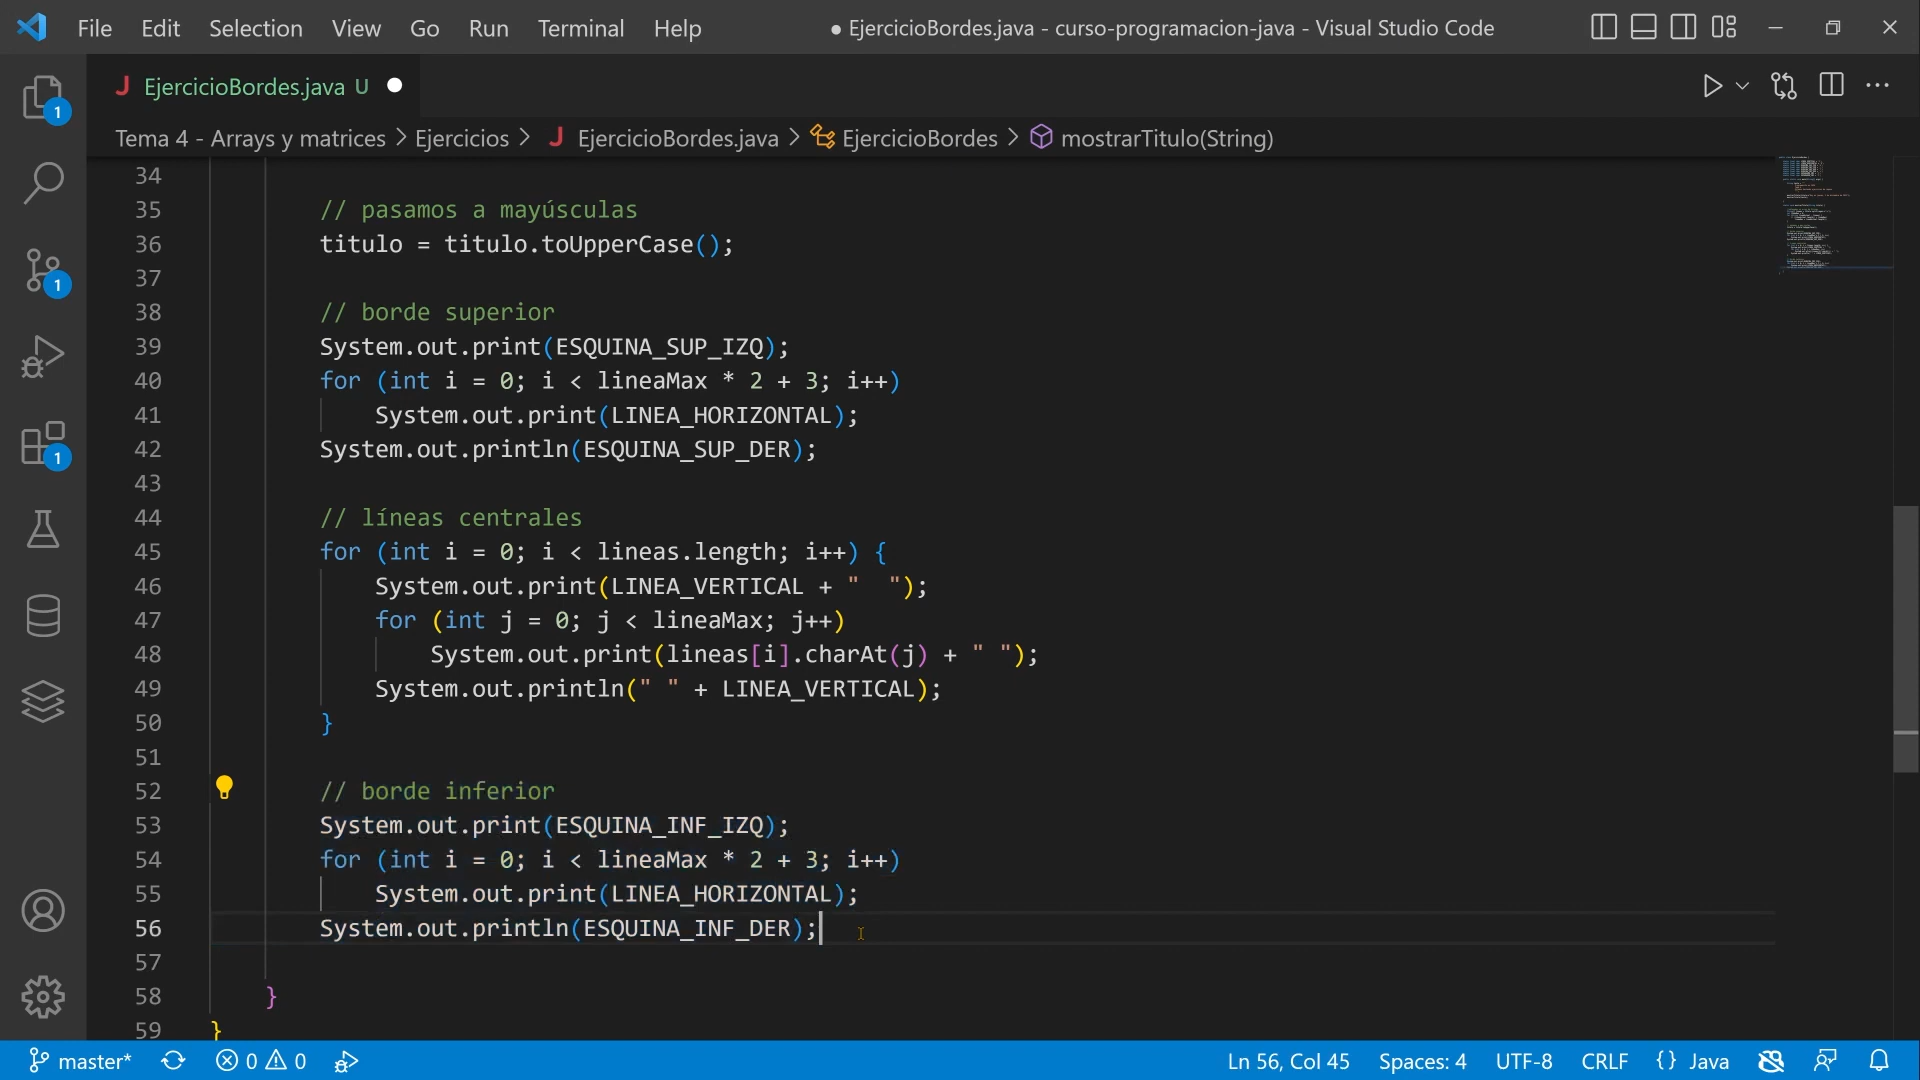 File Edit Selection View Go Run Terminal Help ● EjercicioBordes.java - curso-programacion-java - Visual Studio Code
J EjercicioBordes.java U
Tema 4 - Arrays y matrices > Ejercicios > J EjercicioBordes.java > EjercicioBordes > mostrarTitulo(String)
34
35 // pasamos a mayúsculas
36 titulo = titulo.toUpperCase();
37
38 // borde superior
39 System.out.print(ESQUINA_SUP_IZQ);
40 for (int i = 0; i < lineaMax * 2 + 3; i++)
41 System.out.print(LINEA_HORIZONTAL);
42 System.out.println(ESQUINA_SUP_DER);
43
44 // líneas centrales
45 for (int i = 0; i < lineas.length; i++) {
46 System.out.print(LINEA_VERTICAL + "  ");
47 for (int j = 0; j < lineaMax; j++)
48 System.out.print(lineas[i].charAt(j) + " ");
49 System.out.println(" " + LINEA_VERTICAL);
50 }
51
52 // borde inferior
53 System.out.print(ESQUINA_INF_IZQ);
54 for (int i = 0; i < lineaMax * 2 + 3; i++)
55 System.out.print(LINEA_HORIZONTAL);
56 System.out.println(ESQUINA_INF_DER);
57
58 }
59 }
1
1
1
master* 0 0 Ln 56, Col 45 Spaces: 4 UTF-8 CRLF {} Java